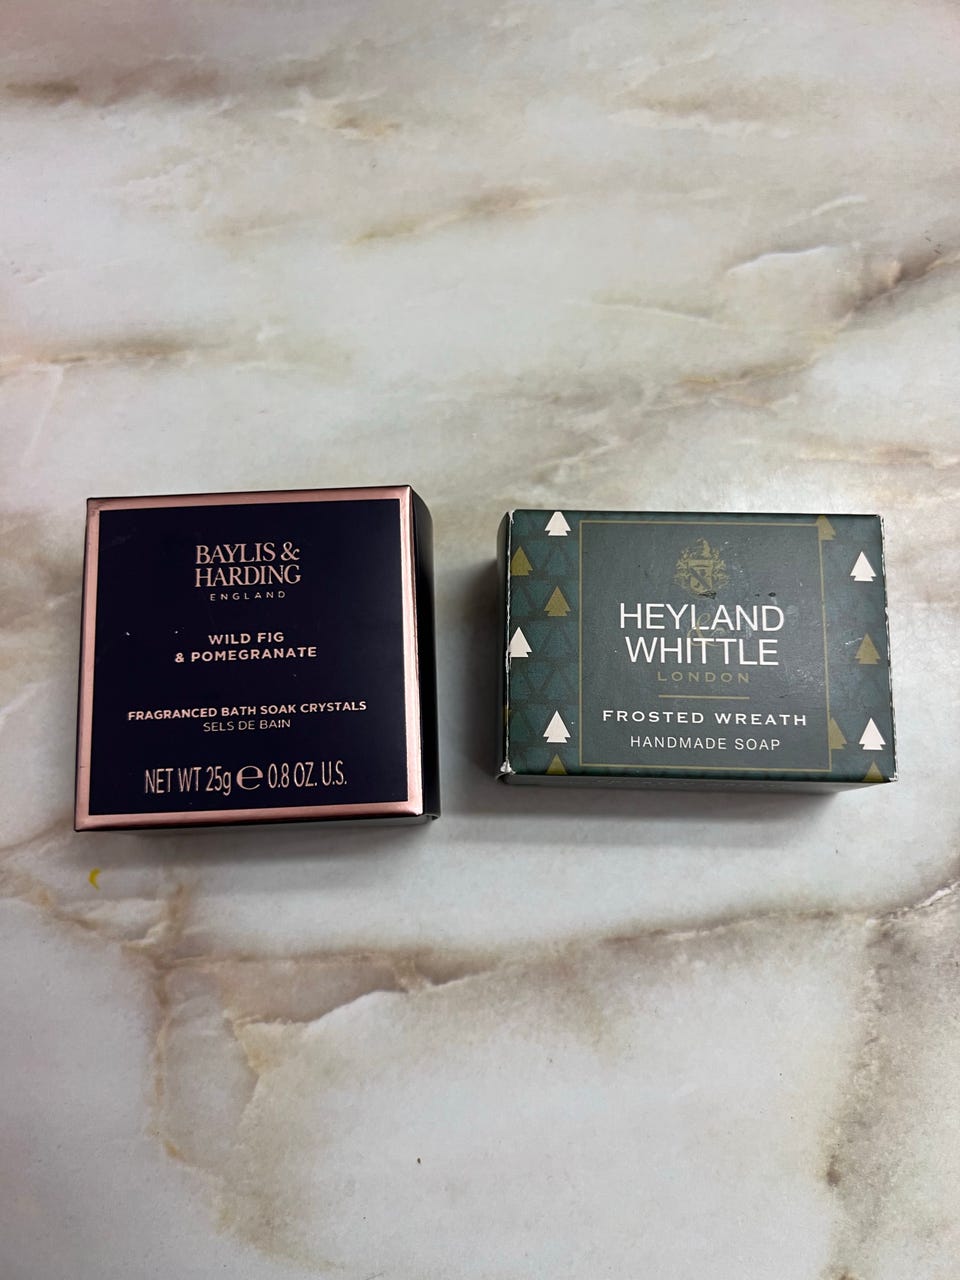 BAYLIS &
HARDING
ENGLAND
WILD FIG
& POMEGRANATE
FRAGRANCED BATH SOAK CRYSTALS
SELS DE BAIN
NET WT 25g ℮ 0.8 OZ. U.S.
HEYLAND
&
WHITTLE
LONDON
FROSTED WREATH
HANDMADE SOAP